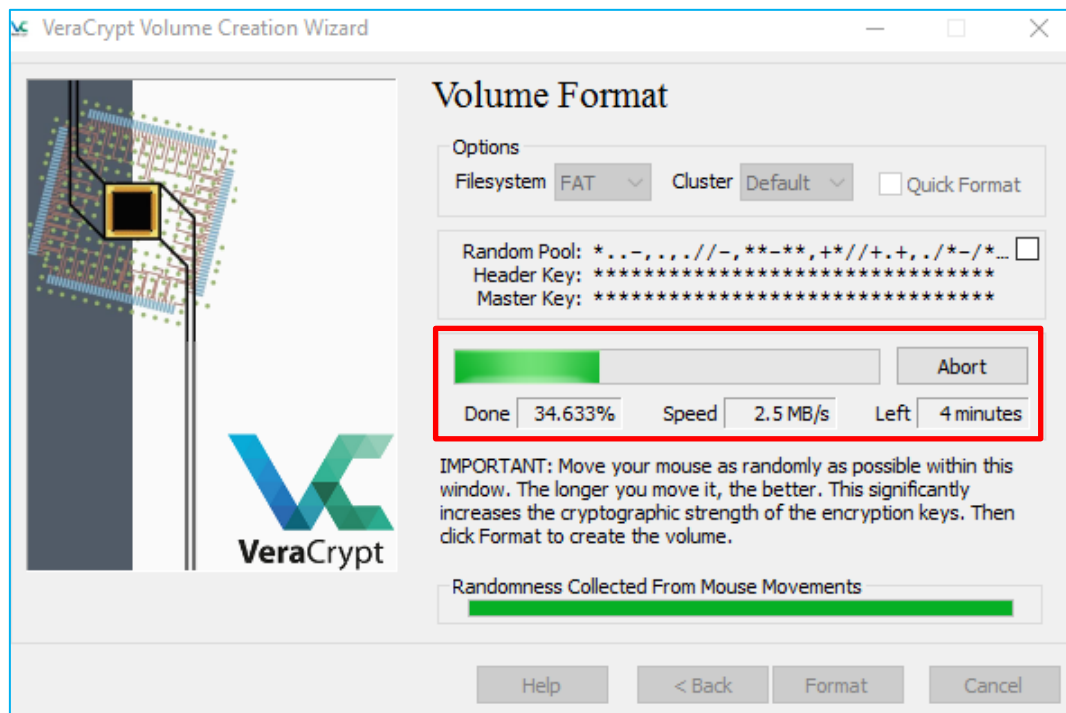 VeraCrypt Volume Creation Wizard
Volume Format
Options
Filesystem FAT Cluster Default Quick Format
Random Pool: *..-,.,.//-,**-**,+*//+.+,./*-/*...
Header Key: ********************************
Master Key: ********************************
Abort
Done 34.633% Speed 2.5 MB/s Left 4 minutes
IMPORTANT: Move your mouse as randomly as possible within this
window. The longer you move it, the better. This significantly
increases the cryptographic strength of the encryption keys. Then
click Format to create the volume.
VeraCrypt
Randomness Collected From Mouse Movements
Help < Back Format Cancel